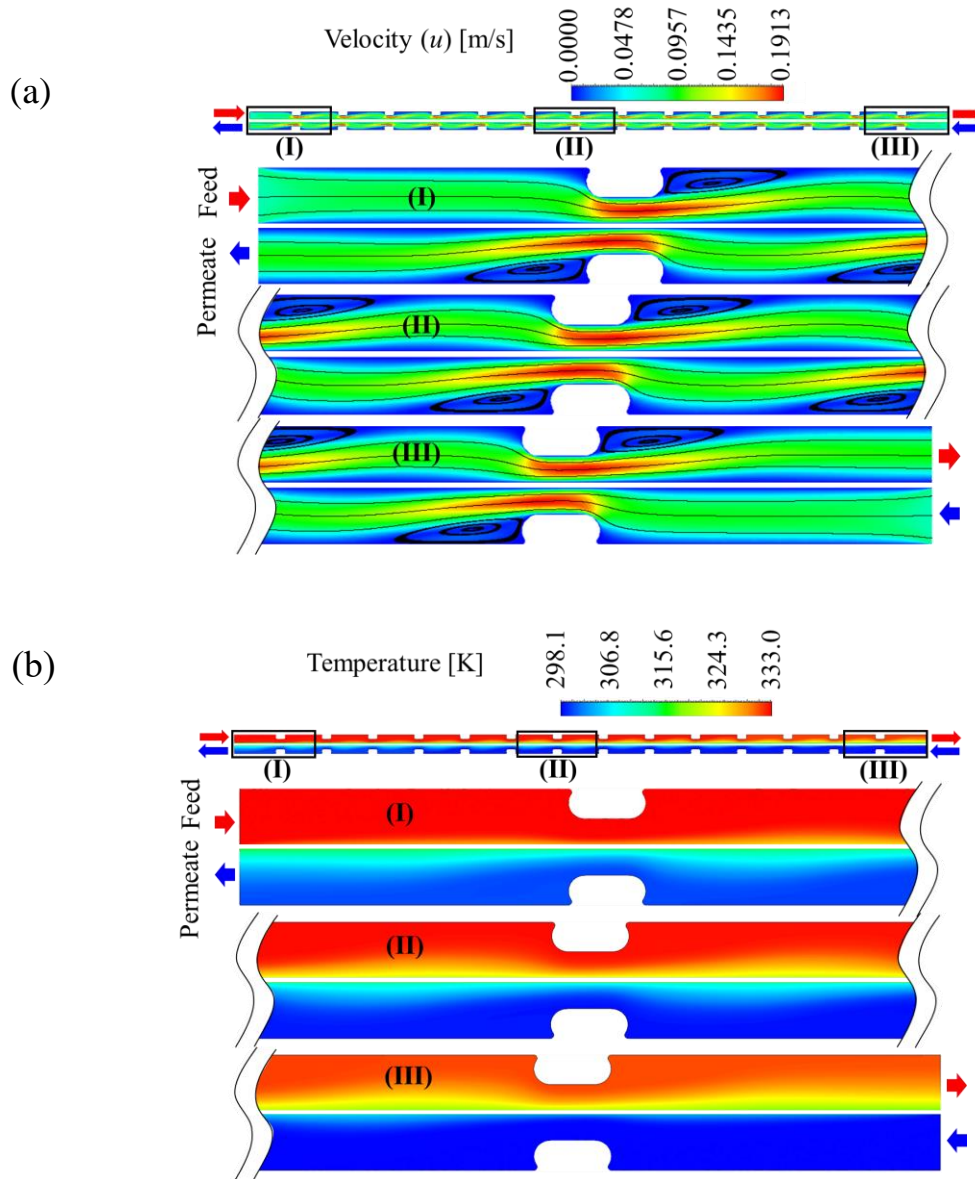 (a)
Velocity (u) [m/s]
0.0000
0.0478
0.0957
0.1435
0.1913
(I)
(II)
(III)
Feed
Permeate
(I)
(II)
(III)
(b)
Temperature [K]
298.1
306.8
315.6
324.3
333.0
(I)
(II)
(III)
Feed
Permeate
(I)
(II)
(III)